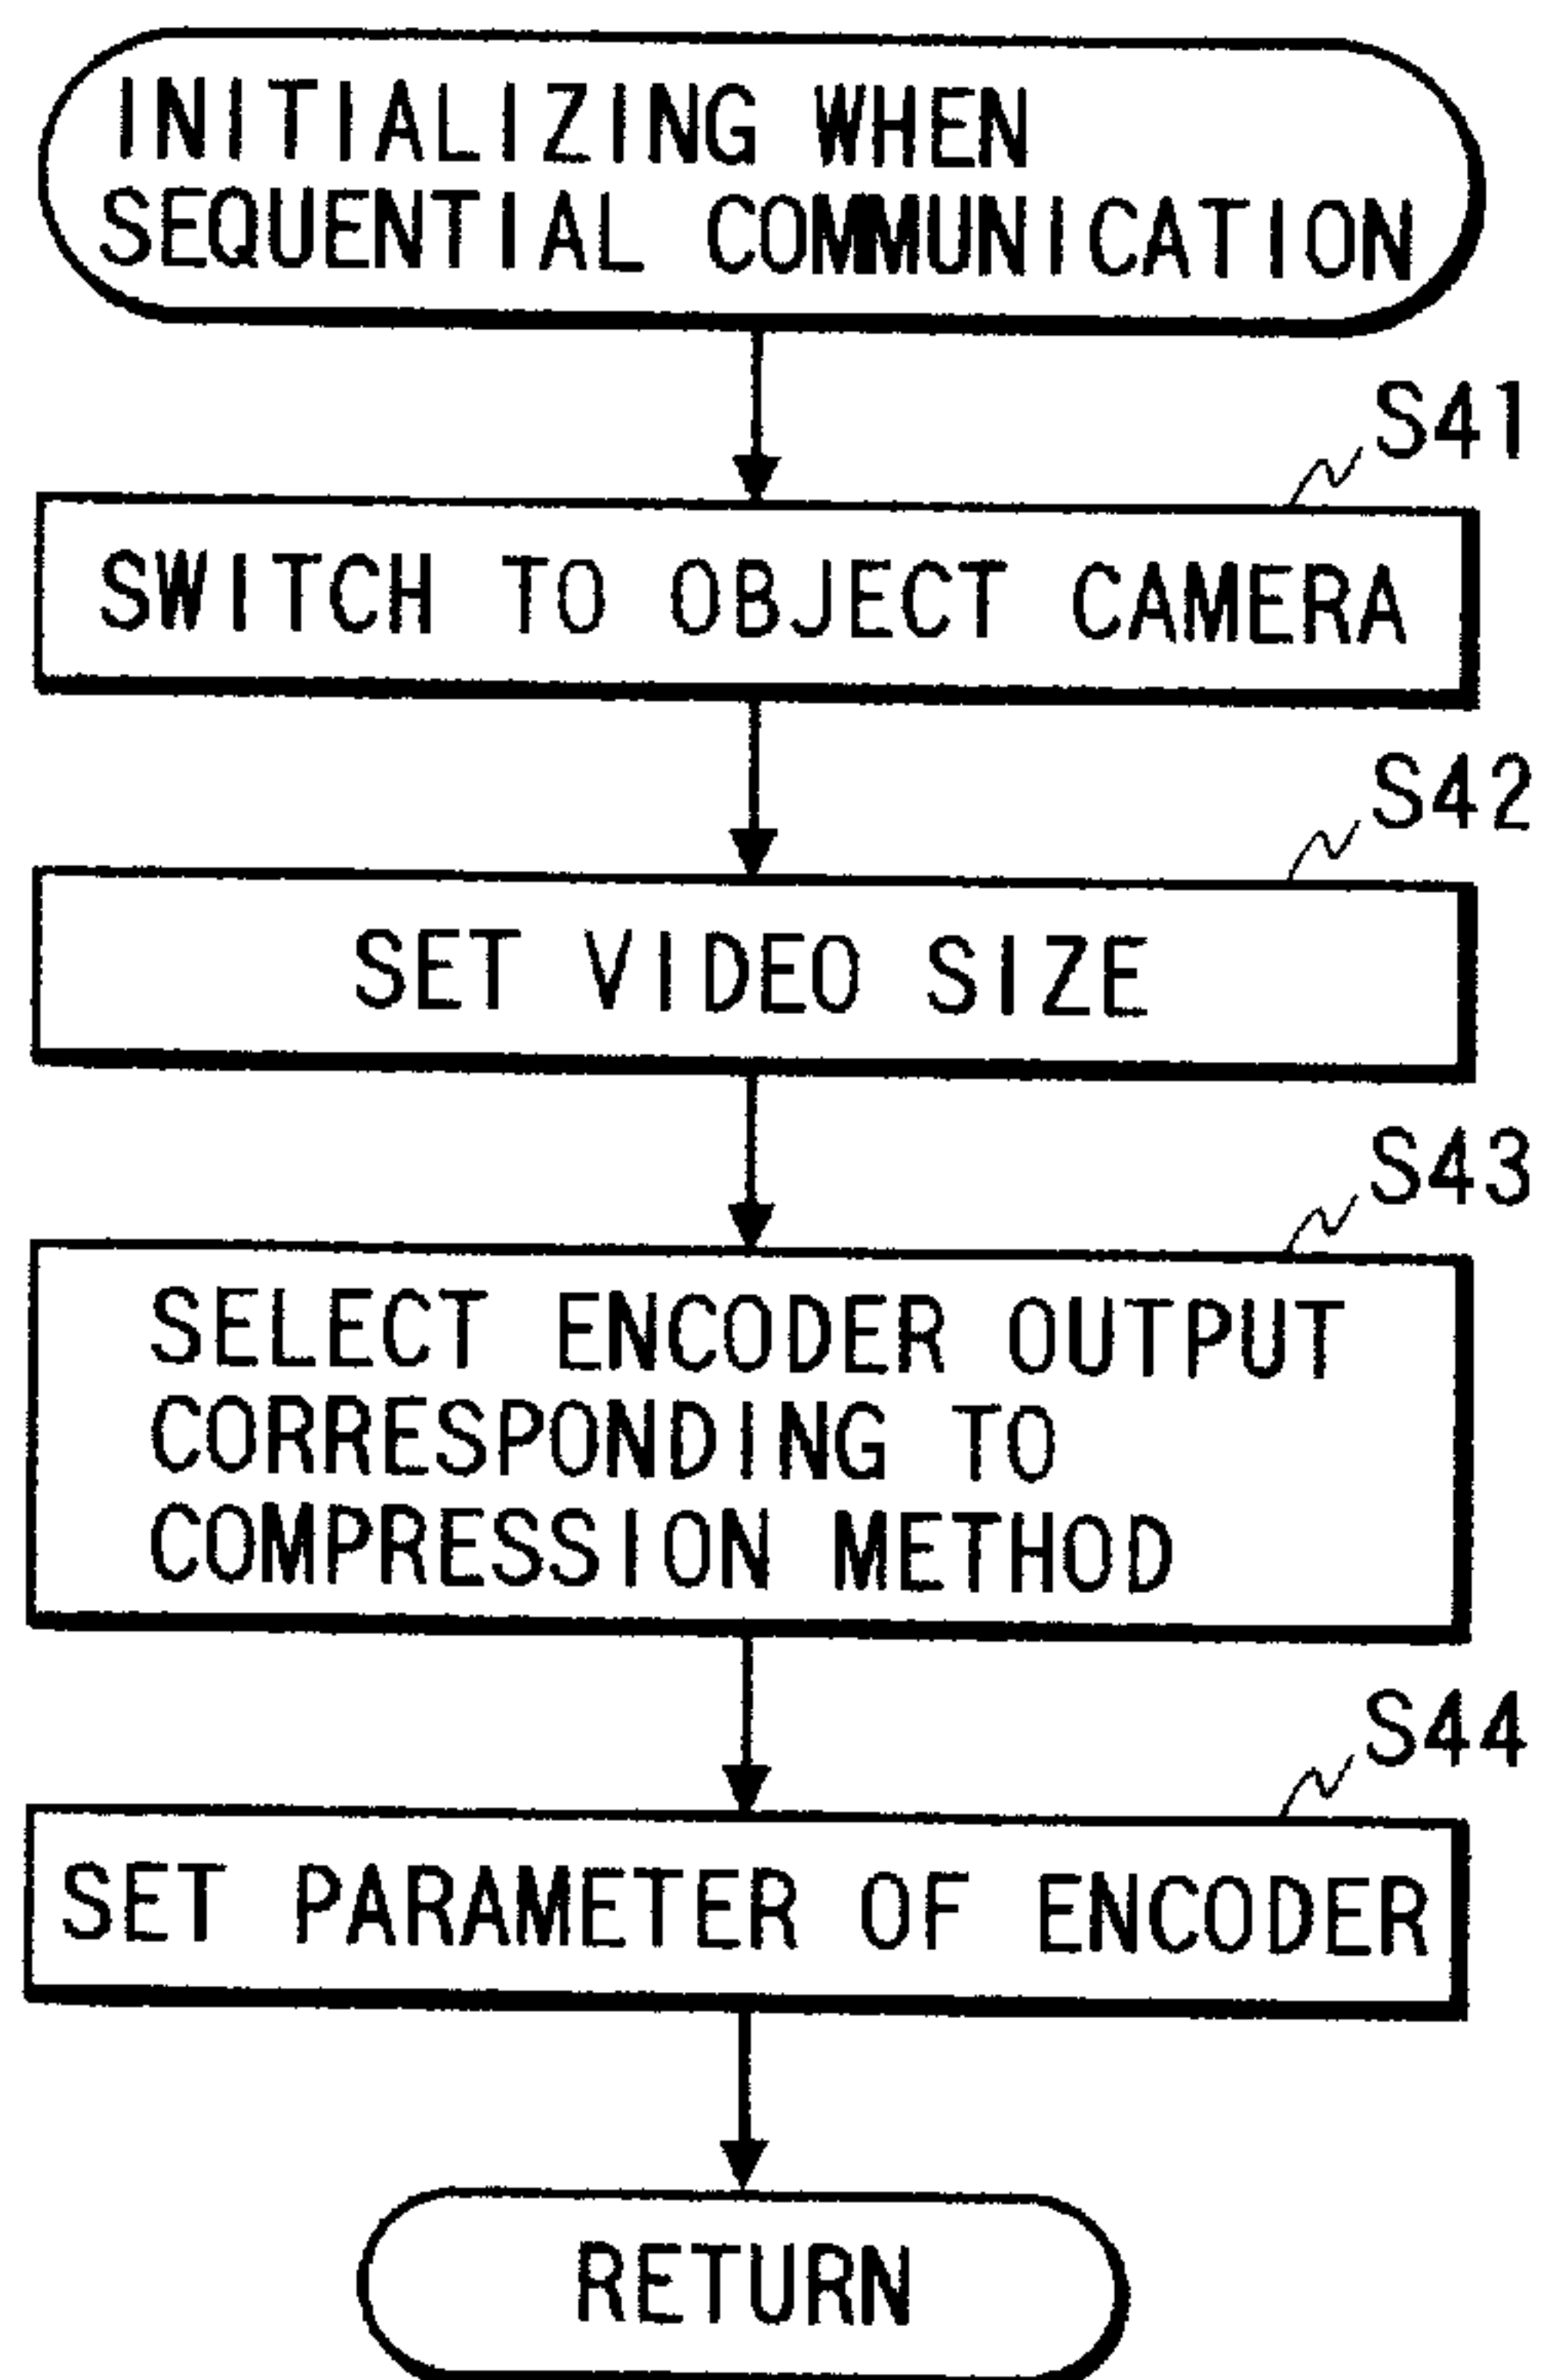 INITIALIZING WHEN
SEQUENTIAL COMMUNICATION
S41
SWITCH TO OBJECT CAMERA
S42
SET VIDEO SIZE
S43
SELECT ENCODER OUTPUT
CORRESPONDING TO
COMPRESSION METHOD
S44
SET PARAMETER OF ENCODER
RETURN